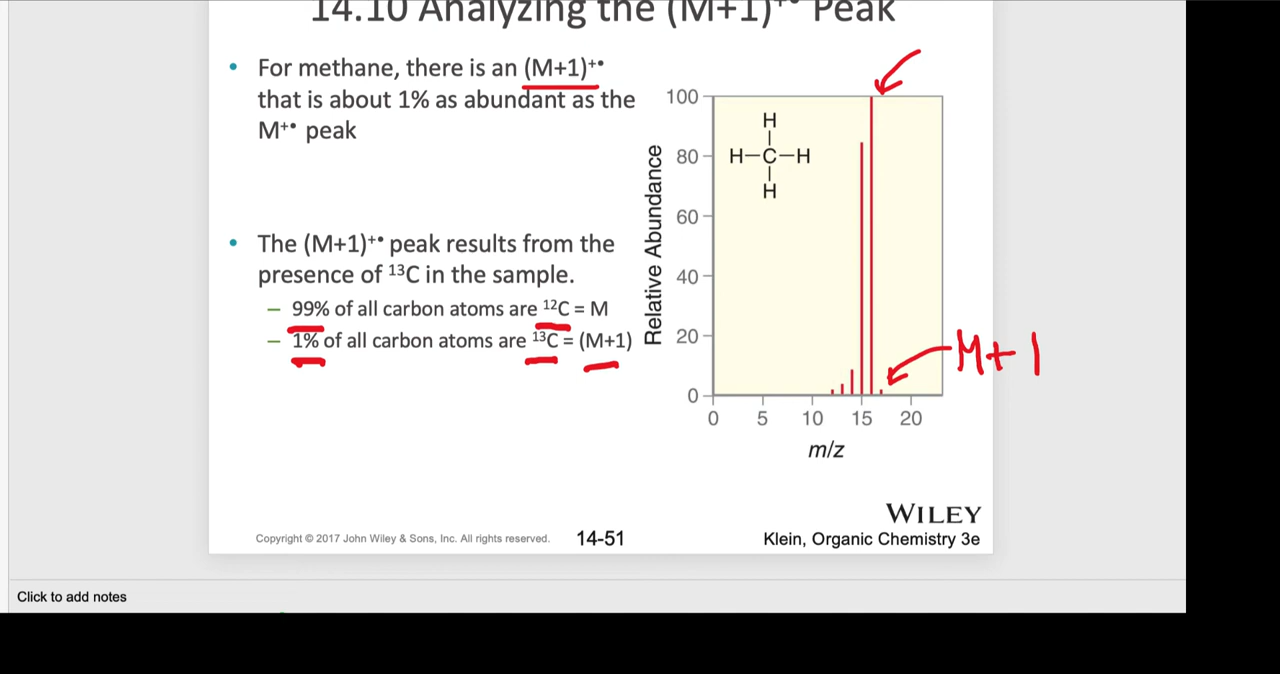 14.10 Analyzing the (M+1)⁺• Peak
• For methane, there is an (M+1)⁺•
that is about 1% as abundant as the
M⁺• peak
• The (M+1)⁺• peak results from the
presence of ¹³C in the sample.
– 99% of all carbon atoms are ¹²C = M
– 1% of all carbon atoms are ¹³C = (M+1)
Relative Abundance
100
80
60
40
20
0
H
H–C–H
H
M+1
0 5 10 15 20
m/z
WILEY
Copyright © 2017 John Wiley & Sons, Inc. All rights reserved. 14-51 Klein, Organic Chemistry 3e
Click to add notes